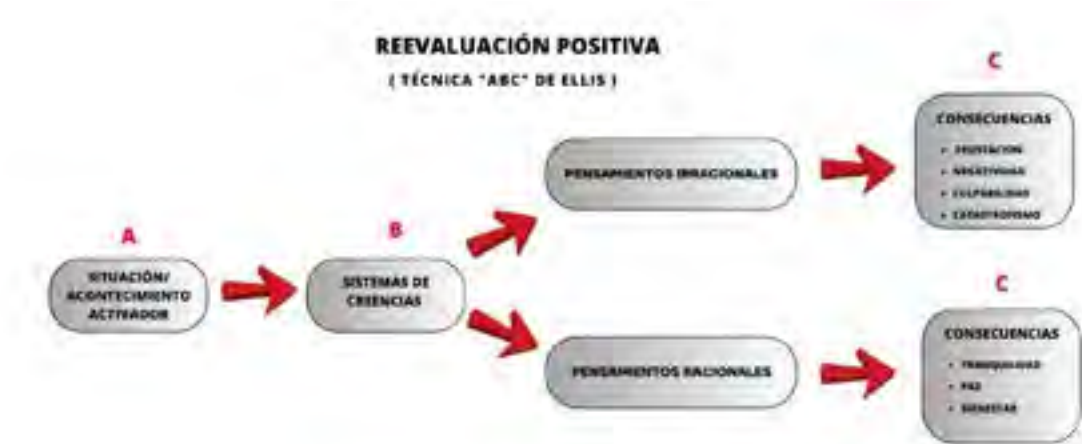 REEVALUACIÓN POSITIVA
( TÉCNICA "ABC" DE ELLIS )
A
SITUACIÓN/
ACONTECIMIENTO
ACTIVADOR
B
SISTEMAS DE
CREENCIAS
PENSAMIENTOS IRRACIONALES
C
CONSECUENCIAS
• NEGATIVIDAD
• CULPABILIDAD
• CATASTROFISMO
PENSAMIENTOS RACIONALES
C
CONSECUENCIAS
• TRANQUILIDAD
• PAZ
• BIENESTAR